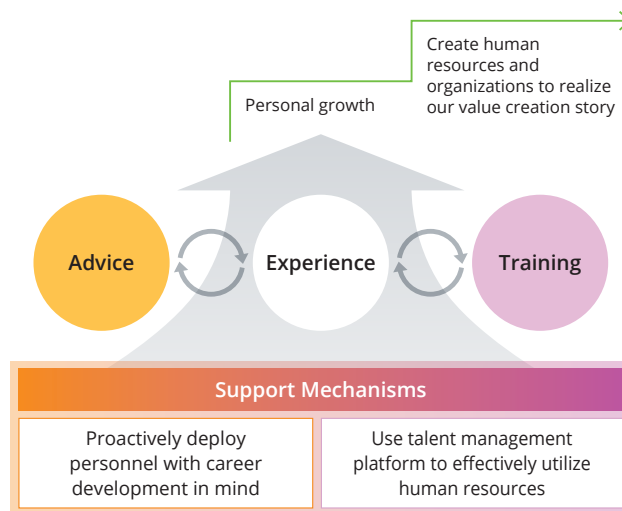 Create human
resources and
organizations to realize
our value creation story
Personal growth
Advice
Experience
Training
Support Mechanisms
Proactively deploy
personnel with career
development in mind
Use talent management
platform to effectively utilize
human resources